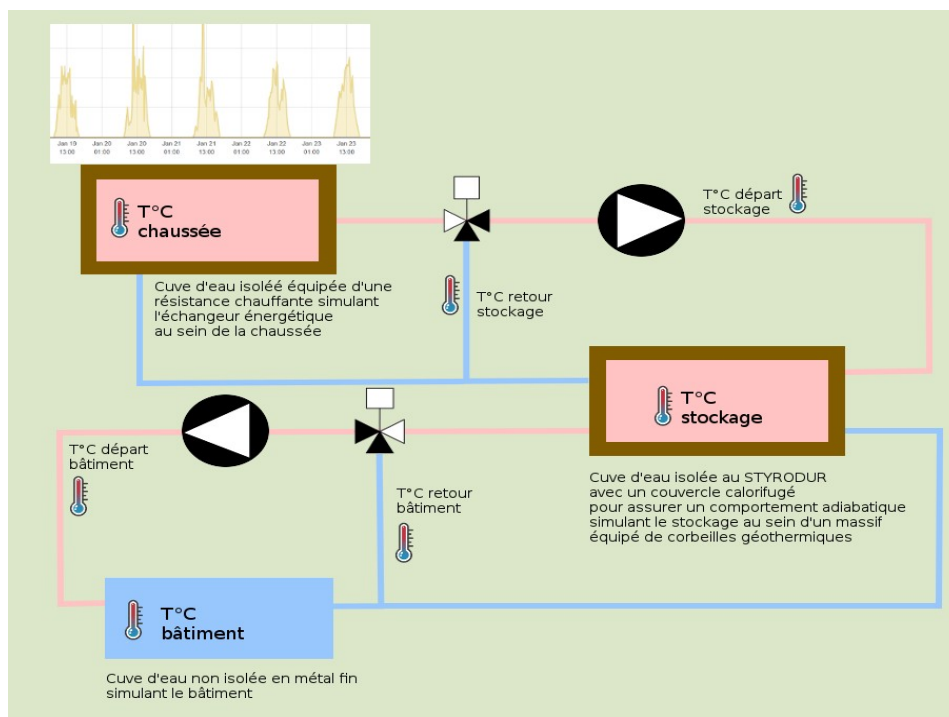 Jan 19 Jan 20 Jan 20 Jan 21 Jan 21 Jan 22 Jan 22 Jan 23 Jan 23
13:00 01:00 13:00 01:00 13:00 01:00 13:00 01:00 13:00
T°C
chaussée
T°C départ
stockage
Cuve d'eau isoléé équipée d'une
résistance chauffante simulant
l'échangeur énergétique
au sein de la chaussée
T°C retour
stockage
T°C
stockage
T°C départ
bâtiment
T°C retour
bâtiment
Cuve d'eau isolée au STYRODUR
avec un couvercle calorifugé
pour assurer un comportement adiabatique
simulant le stockage au sein d'un massif
équipé de corbeilles géothermiques
T°C
bâtiment
Cuve d'eau non isolée en métal fin
simulant le bâtiment